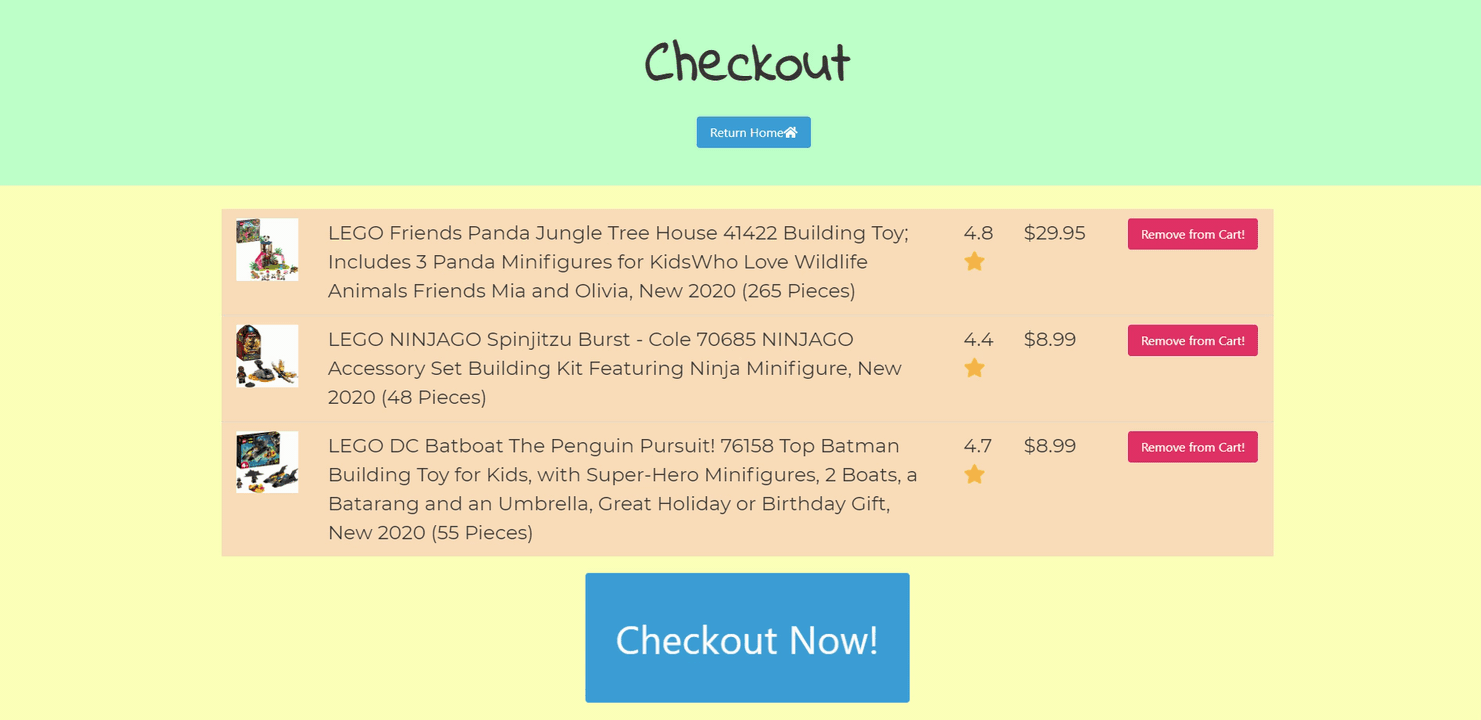 Checkout
Return Home
LEGO Friends Panda Jungle Tree House 41422 Building Toy;
Includes 3 Panda Minifigures for KidsWho Love Wildlife
Animals Friends Mia and Olivia, New 2020 (265 Pieces)
4.8
$29.95
Remove from Cart!
LEGO NINJAGO Spinjitzu Burst - Cole 70685 NINJAGO
Accessory Set Building Kit Featuring Ninja Minifigure, New
2020 (48 Pieces)
4.4
$8.99
Remove from Cart!
LEGO DC Batboat The Penguin Pursuit! 76158 Top Batman
Building Toy for Kids, with Super-Hero Minifigures, 2 Boats, a
Batarang and an Umbrella, Great Holiday or Birthday Gift,
New 2020 (55 Pieces)
4.7
$8.99
Remove from Cart!
Checkout Now!